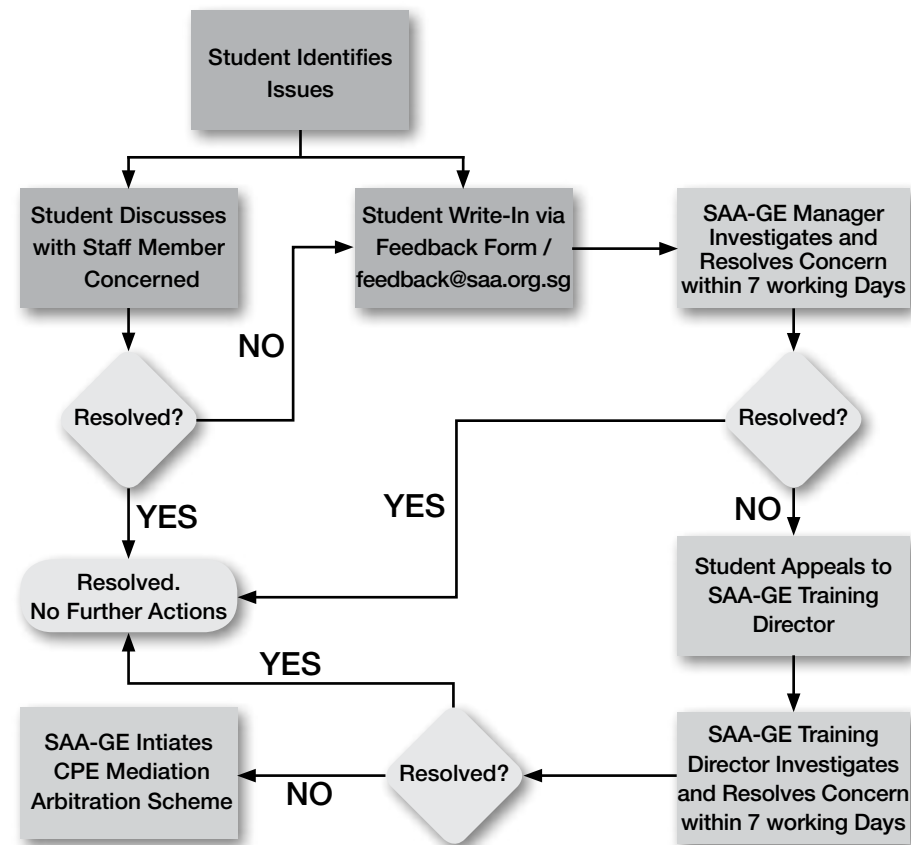 Student Identifies
Issues
Student Discusses
with Staff Member
Concerned
Student Write-In via
Feedback Form /
feedback@saa.org.sg
SAA-GE Manager
Investigates and
Resolves Concern
within 7 working Days
NO
Resolved?
Resolved?
YES
YES
NO
Resolved.
No Further Actions
Student Appeals to
SAA-GE Training
Director
YES
SAA-GE Intiates
CPE Mediation
Arbitration Scheme
NO
Resolved?
SAA-GE Training
Director Investigates
and Resolves Concern
within 7 working Days